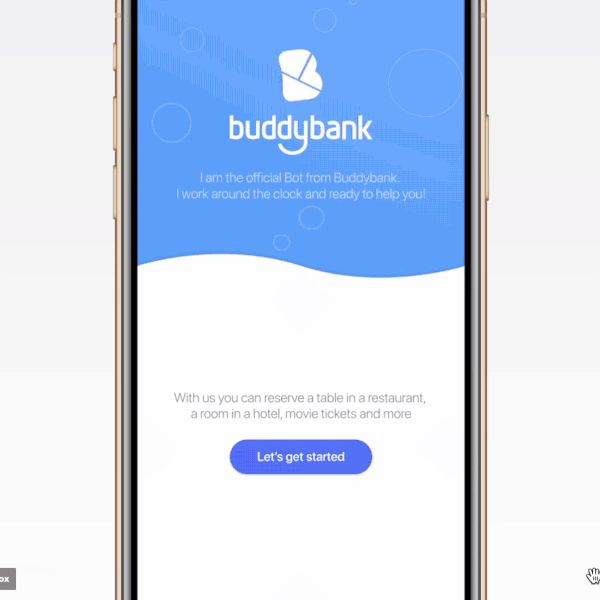 buddybank
I am the official Bot from Buddybank.
I work around the clock and ready to help you!
With us you can reserve a table in a restaurant,
a room in a hotel, movie tickets and more
Let's get started
ox